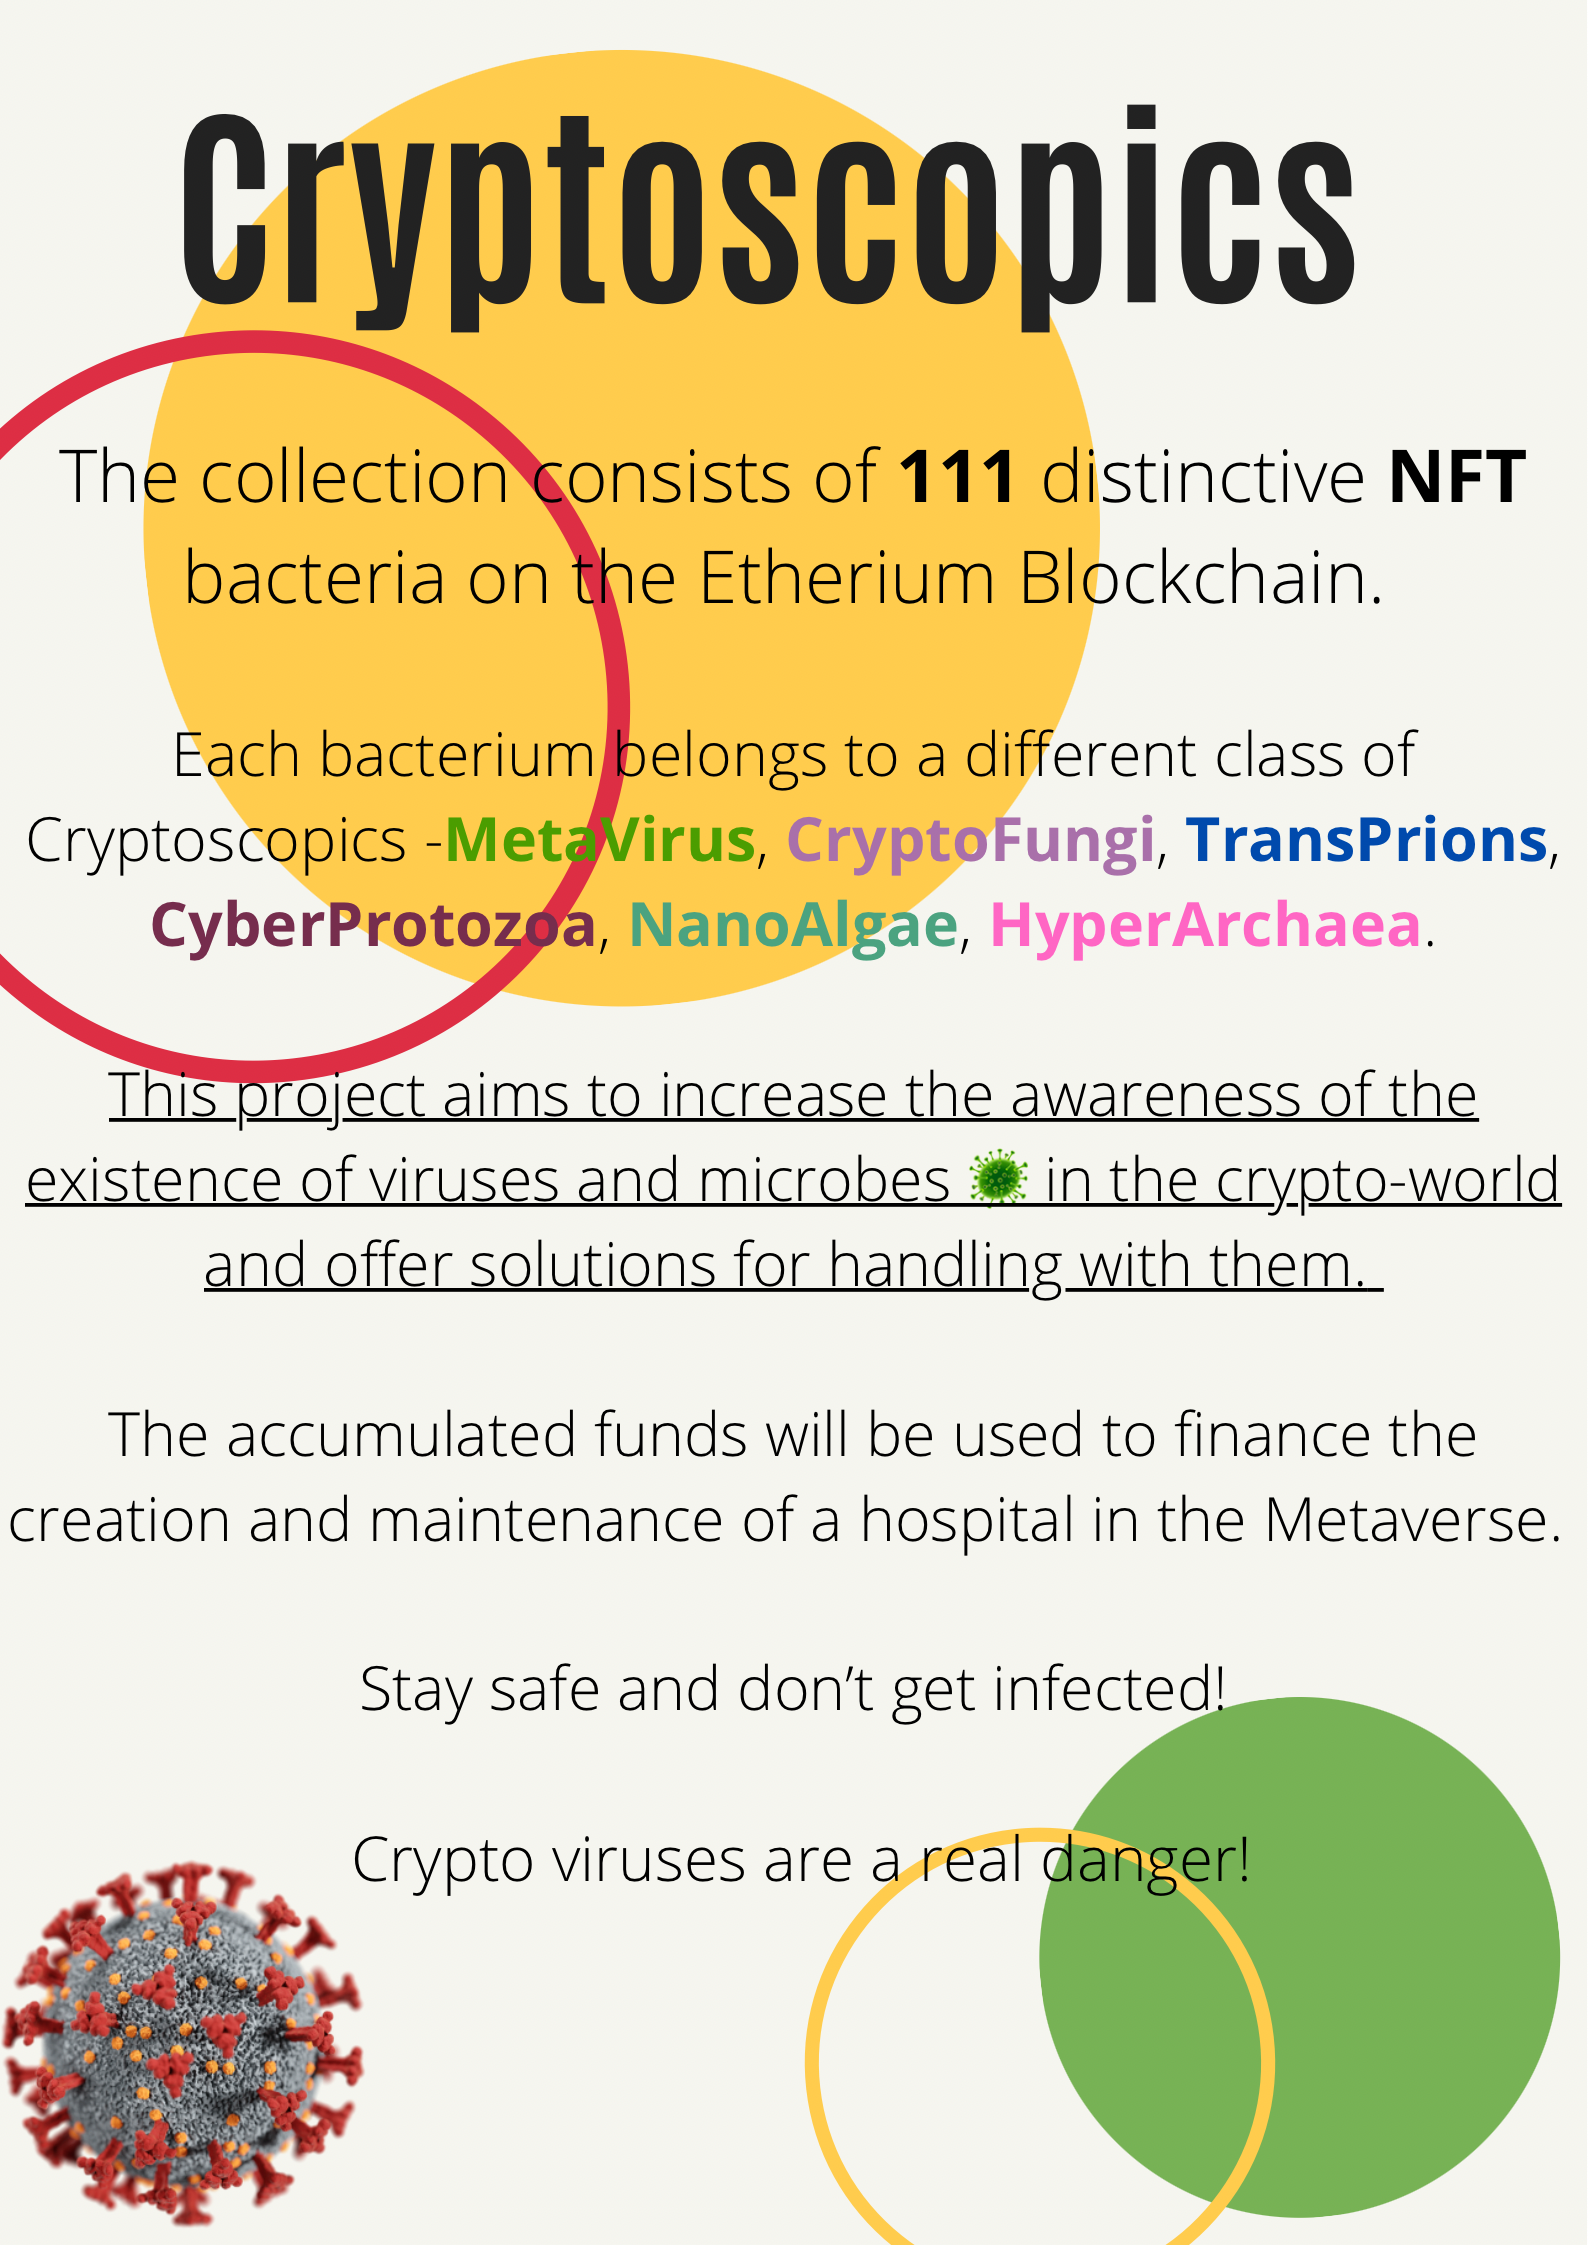 Cryptoscopics
The collection consists of 111 distinctive NFT
bacteria on the Etherium Blockchain.
Each bacterium belongs to a different class of
Cryptoscopics -MetaVirus, CryptoFungi, TransPrions,
CyberProtozoa, NanoAlgae, HyperArchaea.
This project aims to increase the awareness of the
existence of viruses and microbes 🦠 in the crypto-world
and offer solutions for handling with them.
The accumulated funds will be used to finance the
creation and maintenance of a hospital in the Metaverse.
Stay safe and don’t get infected!
Crypto viruses are a real danger!